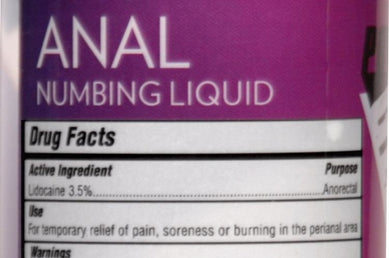 ANAL
NUMBING LIQUID
Drug Facts
Active Ingredient Purpose
Lidocaine 3.5%........................................................Anorectal
Use
For temporary relief of pain, soreness or burning in the perianal area
Warnings